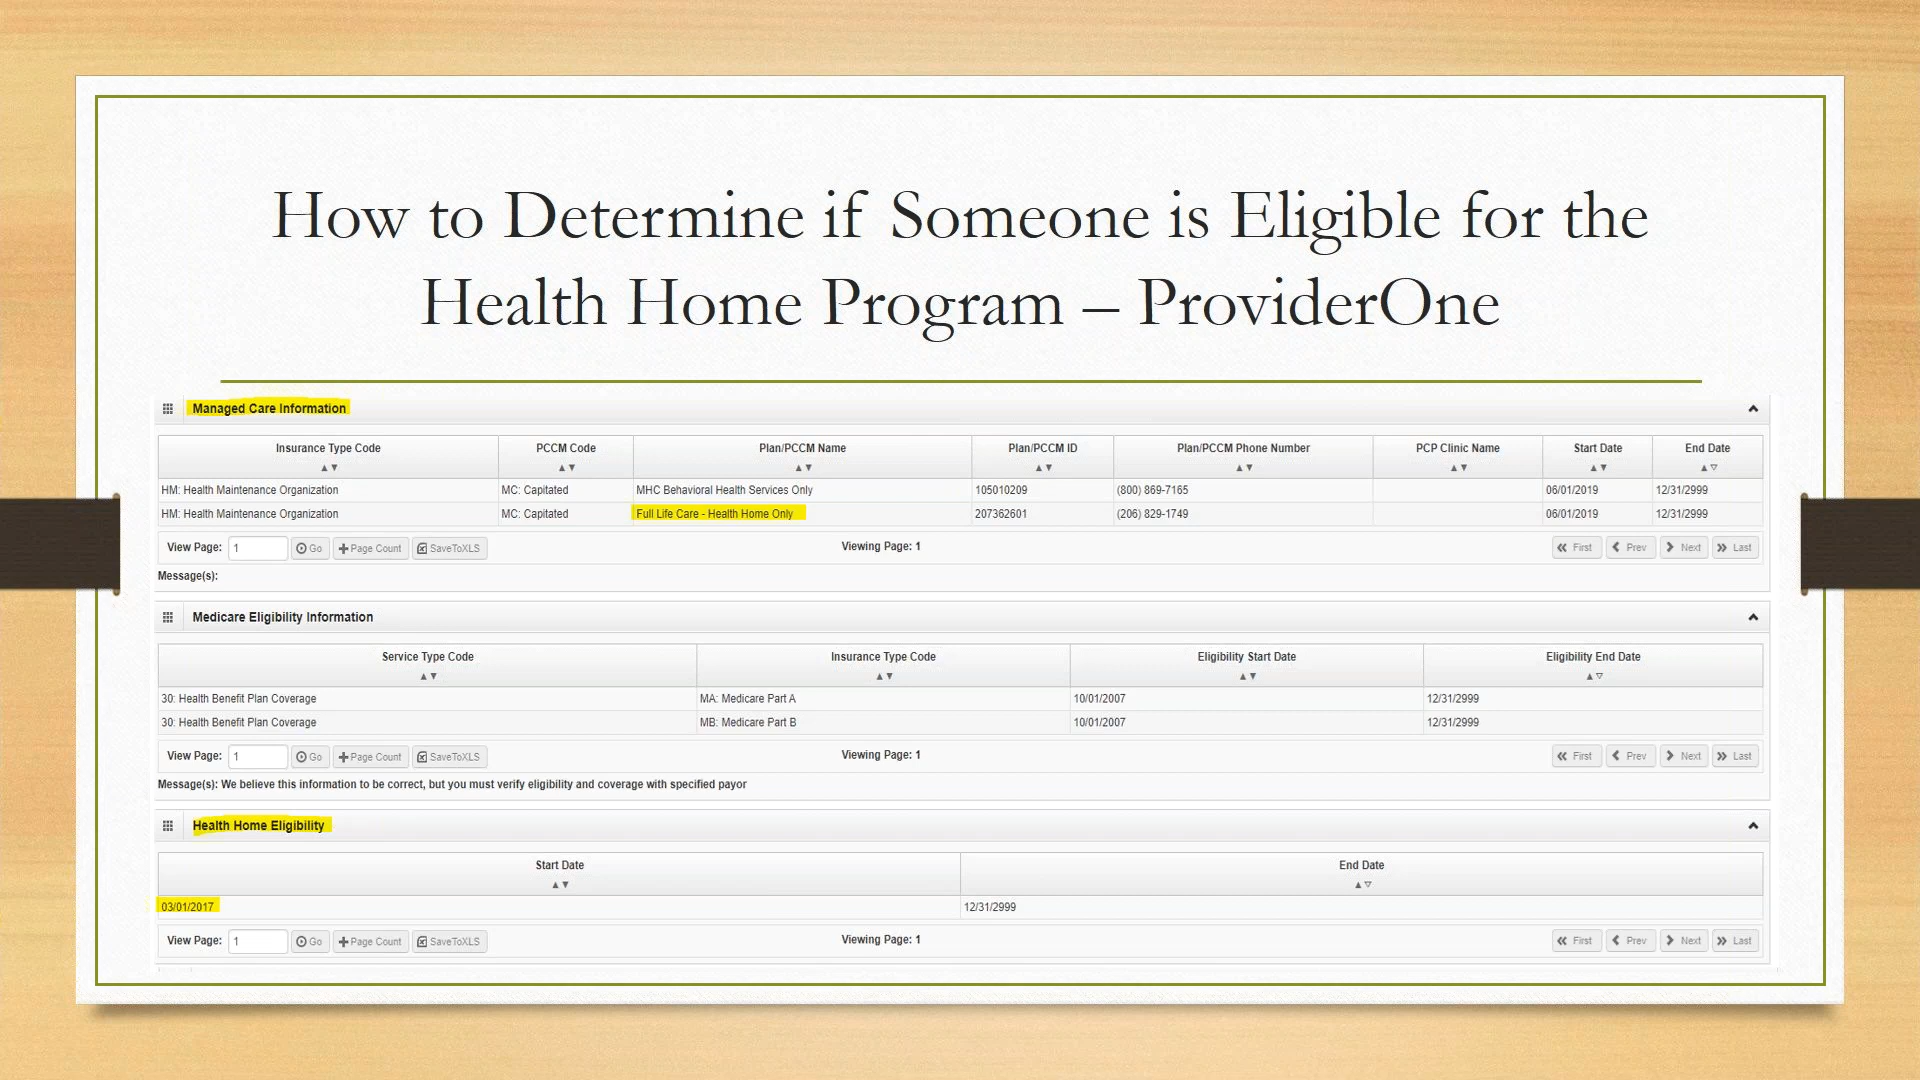 How to Determine if Someone is Eligible for the
Health Home Program – ProviderOne
Managed Care Information
Insurance Type Code PCCM Code Plan/PCCM Name Plan/PCCM ID Plan/PCCM Phone Number PCP Clinic Name Start Date End Date
HM: Health Maintenance Organization MC: Capitated MHC Behavioral Health Services Only 105010209 (800) 869-7165 06/01/2019 12/31/2999
HM: Health Maintenance Organization MC: Capitated Full Life Care - Health Home Only 207362601 (206) 829-1749 06/01/2019 12/31/2999
View Page: 1 Go Page Count SaveToXLS Viewing Page: 1 First Prev Next Last
Message(s):
Medicare Eligibility Information
Service Type Code Insurance Type Code Eligibility Start Date Eligibility End Date
30: Health Benefit Plan Coverage MA: Medicare Part A 10/01/2007 12/31/2999
30: Health Benefit Plan Coverage MB: Medicare Part B 10/01/2007 12/31/2999
View Page: 1 Go Page Count SaveToXLS Viewing Page: 1 First Prev Next Last
Message(s): We believe this information to be correct, but you must verify eligibility and coverage with specified payor
Health Home Eligibility
Start Date End Date
03/01/2017 12/31/2999
View Page: 1 Go Page Count SaveToXLS Viewing Page: 1 First Prev Next Last